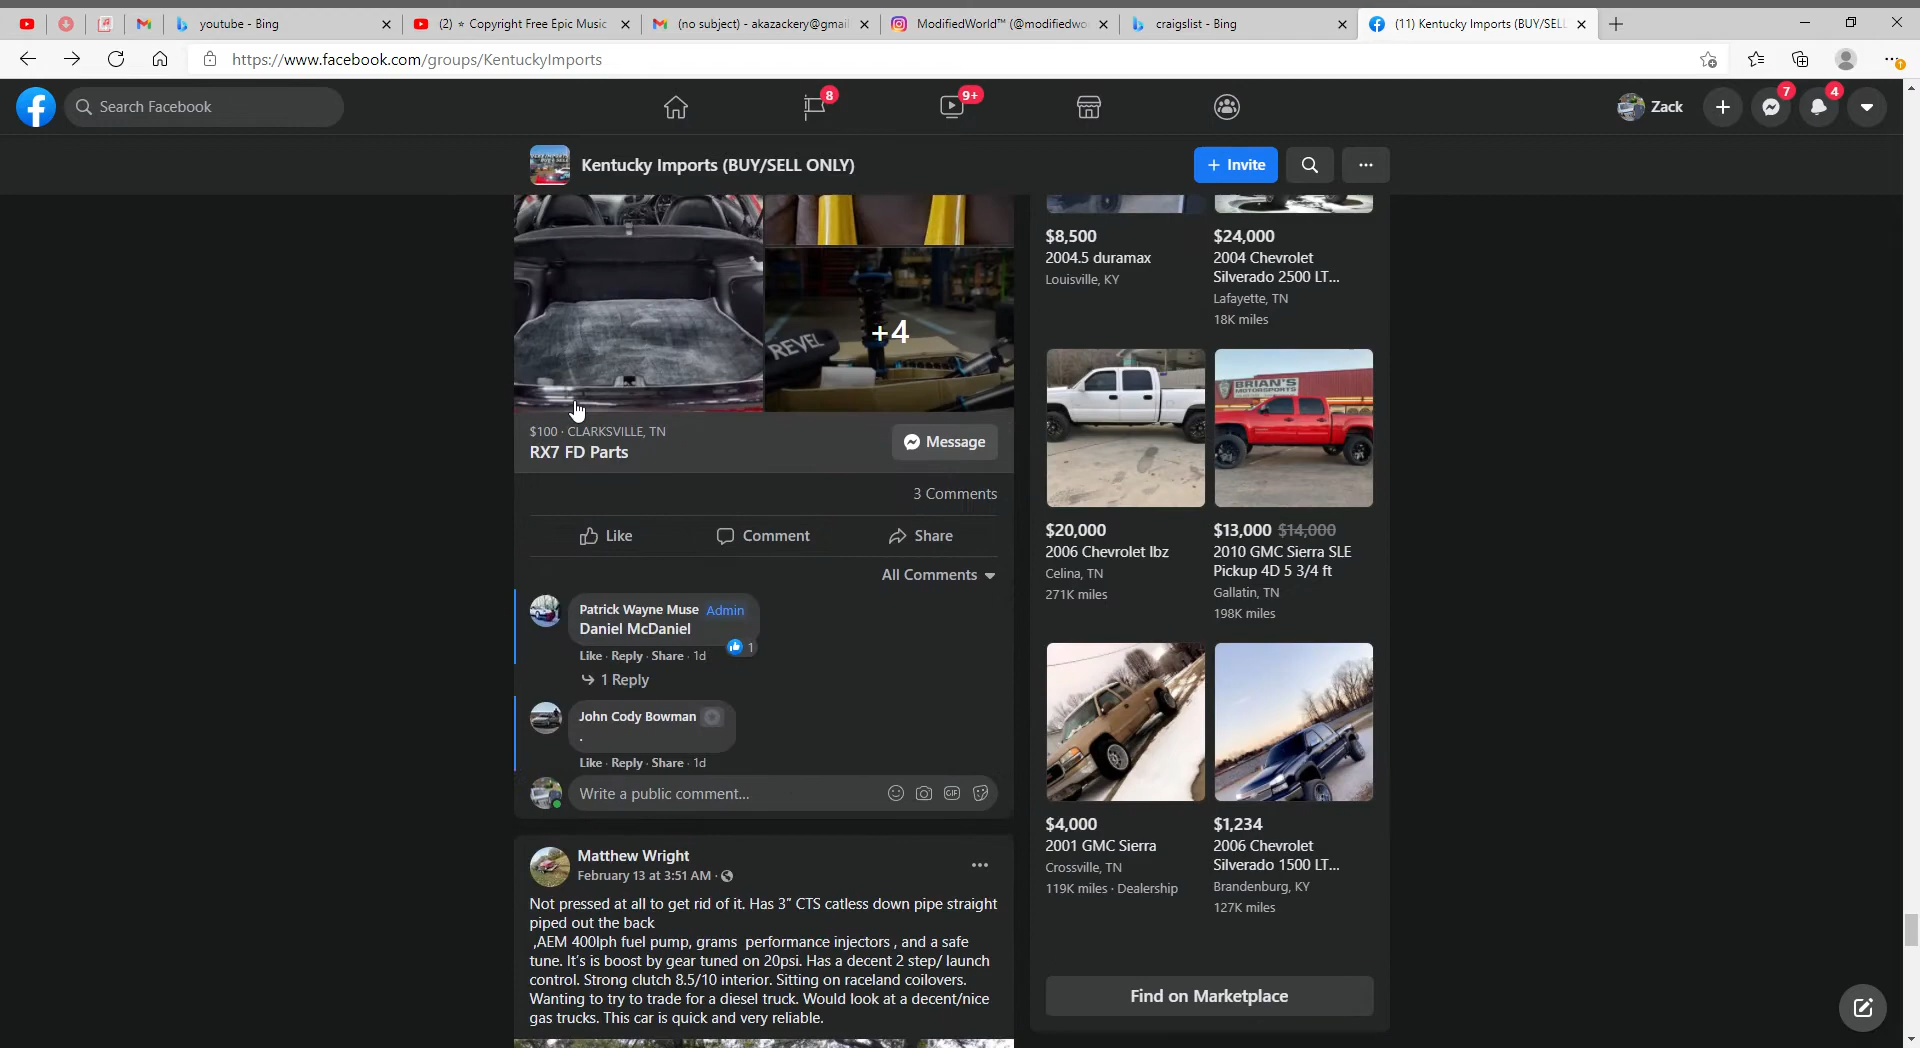 youtube - Bing
(2) ⭐ Copyright Free Epic Music
(no subject) - akazackery@gmail
ModifiedWorld™ (@modifiedwo
craigslist - Bing
(11) Kentucky Imports (BUY/SELL
https://www.facebook.com/groups/KentuckyImports
Search Facebook
8
9+
Zack
7
4
Kentucky Imports (BUY/SELL ONLY)
+ Invite
REVEL
+4
$100 · CLARKSVILLE, TN
RX7 FD Parts
Message
3 Comments
Like
Comment
Share
All Comments
Patrick Wayne Muse Admin
Daniel McDaniel
1
Like · Reply · Share · 1d
1 Reply
John Cody Bowman
.
Like · Reply · Share · 1d
Write a public comment...
GIF
Matthew Wright
February 13 at 3:51 AM ·
Not pressed at all to get rid of it. Has 3” CTS catless down pipe straight
piped out the back
,AEM 400lph fuel pump, grams performance injectors , and a safe
tune. It’s is boost by gear tuned on 20psi. Has a decent 2 step/ launch
control. Strong clutch 8.5/10 interior. Sitting on raceland coilovers.
Wanting to try to trade for a diesel truck. Would look at a decent/nice
gas trucks. This car is quick and very reliable.
$8,500
2004.5 duramax
Louisville, KY
$24,000
2004 Chevrolet
Silverado 2500 LT...
Lafayette, TN
18K miles
BRIAN'S
MOTORSPORTS
$20,000
2006 Chevrolet lbz
Celina, TN
271K miles
$13,000 $14,000
2010 GMC Sierra SLE
Pickup 4D 5 3/4 ft
Gallatin, TN
198K miles
$4,000
2001 GMC Sierra
Crossville, TN
119K miles · Dealership
$1,234
2006 Chevrolet
Silverado 1500 LT...
Brandenburg, KY
127K miles
Find on Marketplace